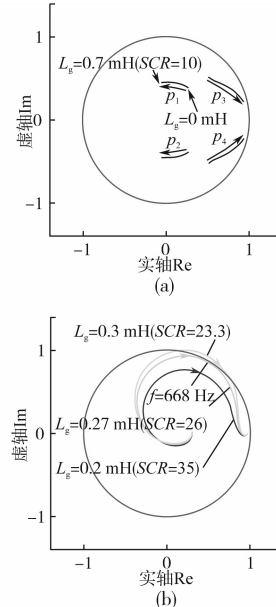 1
L_g=0.7 mH(SCR=10)
p_1
p_3
虚轴Im
0
L_g=0 mH
p_2
p_4
-1
-1
0
1
实轴Re
(a)
L_g=0.3 mH(SCR=23.3)
1
f=668 Hz
虚轴Im
L_g=0.27 mH(SCR=26)
0
L_g=0.2 mH(SCR=35)
-1
-1
0
1
实轴Re
(b)